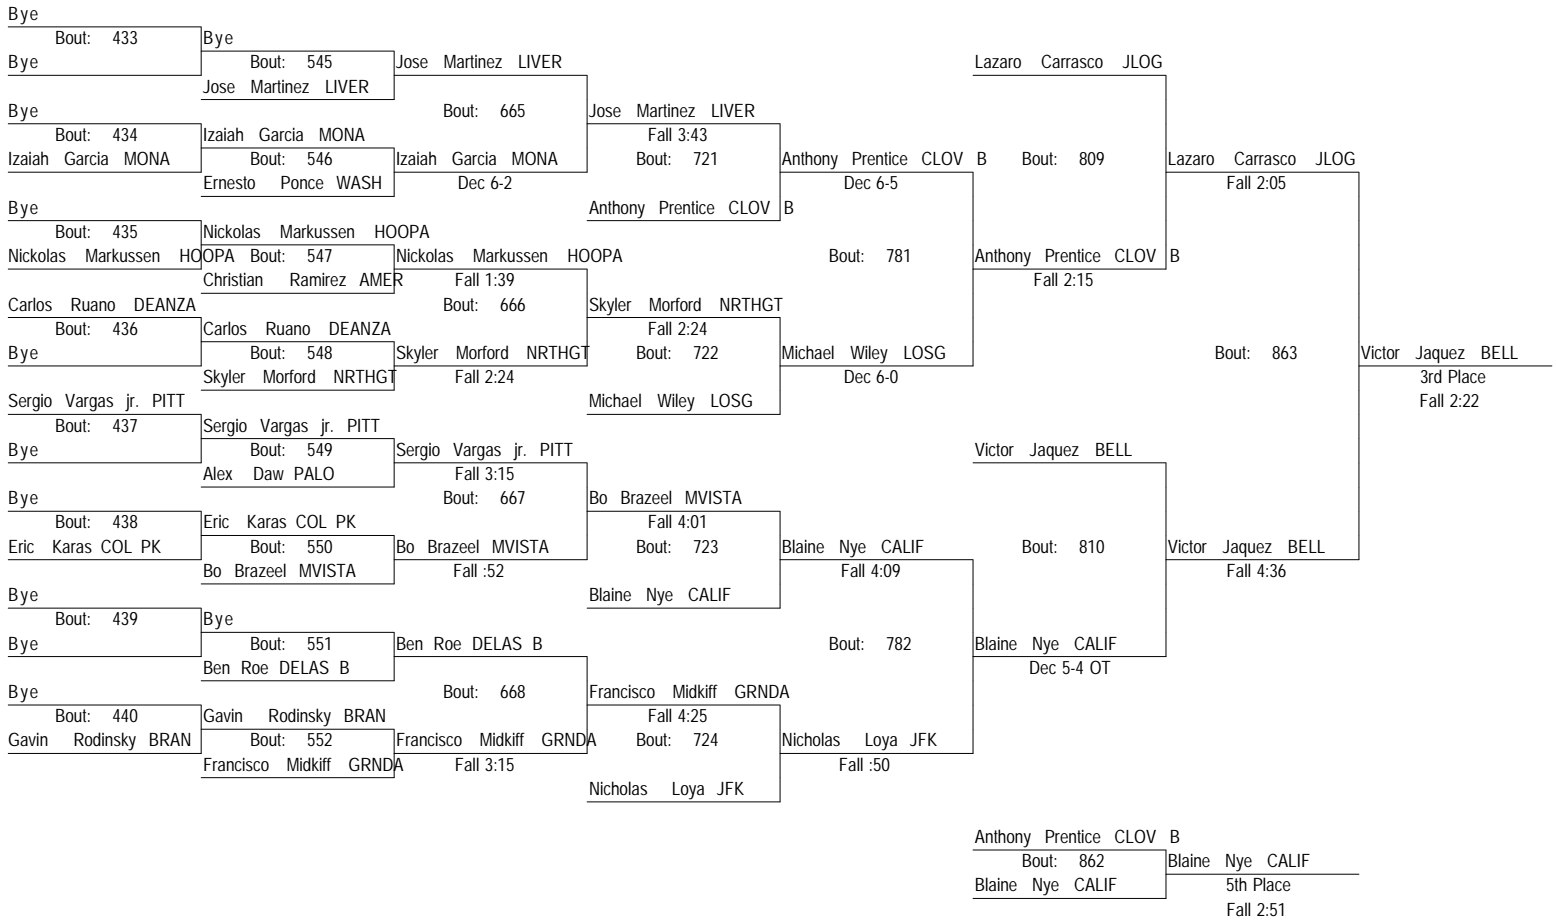 Bye
Bout: 433 Bye
Bye Bout: 545 Jose Martinez LIVER Lazaro Carrasco JLOG
Jose Martinez LIVER
Bye Bout: 665 Jose Martinez LIVER
Bout: 434 Izaiah Garcia MONA Fall 3:43
Izaiah Garcia MONA Bout: 546 Izaiah Garcia MONA Bout: 721 Anthony Prentice CLOV B Bout: 809 Lazaro Carrasco JLOG
Ernesto Ponce WASH Dec 6-2 Dec 6-5 Fall 2:05
Bye Anthony Prentice CLOV B
Bout: 435 Nickolas Markussen HOOPA
Nickolas Markussen HOOPA Bout: 547 Nickolas Markussen HOOPA Bout: 781 Anthony Prentice CLOV B
Christian Ramirez AMER Fall 1:39 Fall 2:15
Carlos Ruano DEANZA Bout: 666 Skyler Morford NRTHGT
Bout: 436 Carlos Ruano DEANZA Fall 2:24
Bye Bout: 548 Skyler Morford NRTHGT Bout: 722 Michael Wiley LOSG Bout: 863 Victor Jaquez BELL
Skyler Morford NRTHGT Fall 2:24 Dec 6-0 3rd Place
Sergio Vargas jr. PITT Michael Wiley LOSG Fall 2:22
Bout: 437 Sergio Vargas jr. PITT
Bye Bout: 549 Sergio Vargas jr. PITT Victor Jaquez BELL
Alex Daw PALO Fall 3:15
Bye Bout: 667 Bo Brazeel MVISTA
Bout: 438 Eric Karas COL PK Fall 4:01
Eric Karas COL PK Bout: 550 Bo Brazeel MVISTA Bout: 723 Blaine Nye CALIF Bout: 810 Victor Jaquez BELL
Bo Brazeel MVISTA Fall :52 Fall 4:09 Fall 4:36
Bye Blaine Nye CALIF
Bout: 439 Bye
Bye Bout: 551 Ben Roe DELAS B Bout: 782 Blaine Nye CALIF
Ben Roe DELAS B Dec 5-4 OT
Bye Bout: 668 Francisco Midkiff GRNDA
Bout: 440 Gavin Rodinsky BRAN Fall 4:25
Gavin Rodinsky BRAN Bout: 552 Francisco Midkiff GRNDA Bout: 724 Nicholas Loya JFK
Francisco Midkiff GRNDA Fall 3:15 Fall :50
Nicholas Loya JFK
Anthony Prentice CLOV B
Bout: 862 Blaine Nye CALIF
Blaine Nye CALIF 5th Place
Fall 2:51